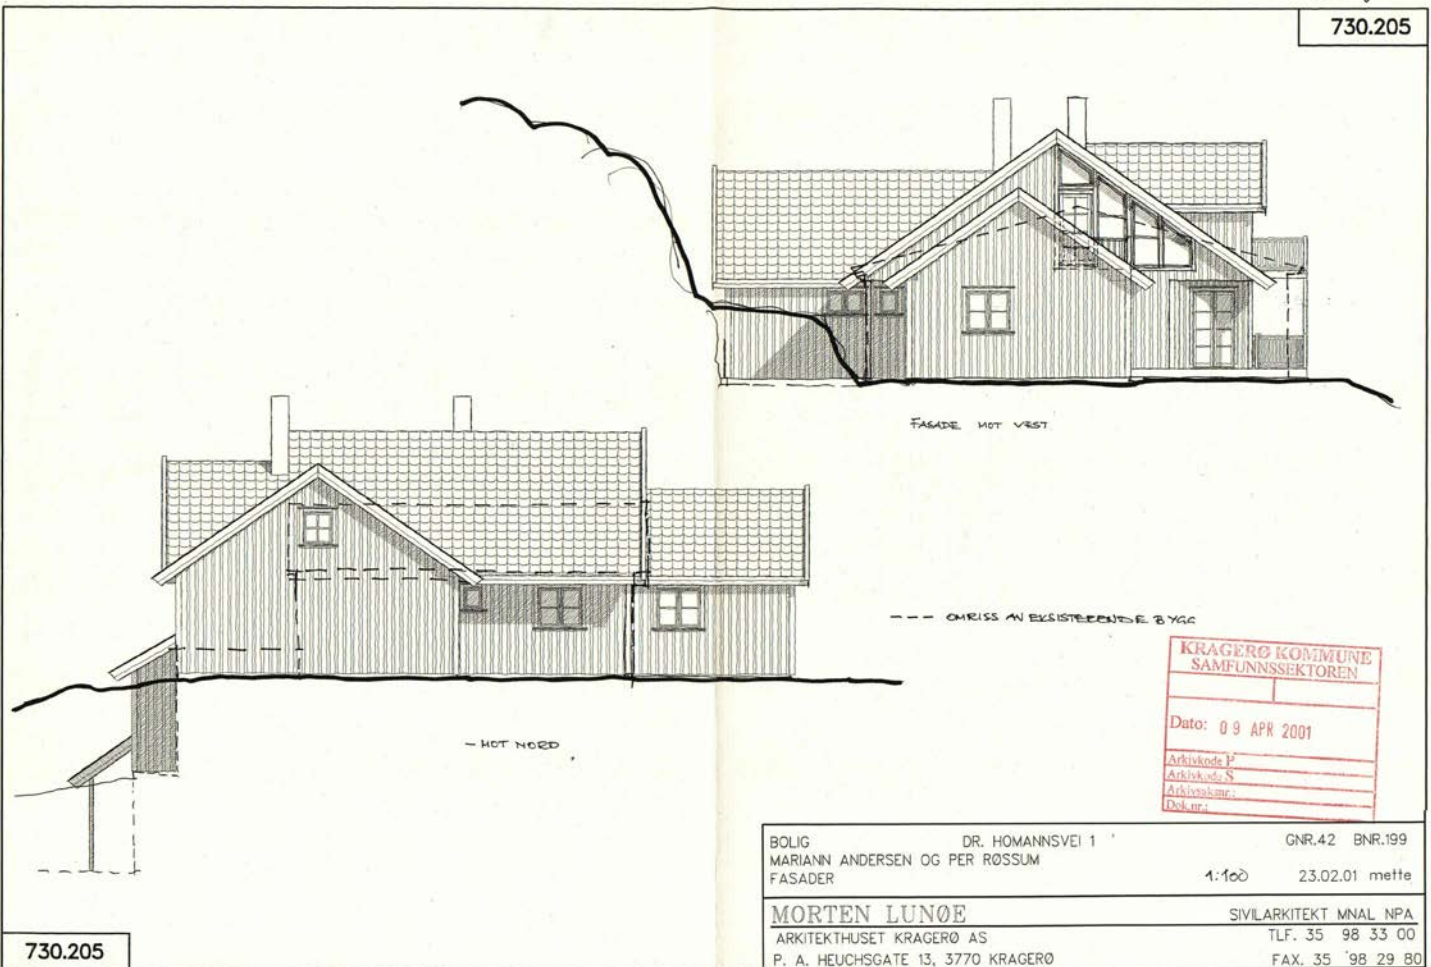 730.205
FASADE MOT VEST
--- OMRISS AV EKSISTERENDE BYGG
- MOT NORD
KRAGERØ KOMMUNE
SAMFUNNSSEKTOREN
Dato: 09 APR 2001
Arkivkode P
Arkivkode S
Arkivsaknr.:
Dok.nr.:
BOLIG DR. HOMANNSVEI 1 GNR.42 BNR.199
MARIANN ANDERSEN OG PER RØSSUM
FASADER 1:100 23.02.01 mette
MORTEN LUNØE SIVILARKITEKT MNAL NPA
ARKITEKTHUSET KRAGERØ AS TLF. 35 98 33 00
P. A. HEUCHSGATE 13, 3770 KRAGERØ FAX. 35 98 29 80
730.205